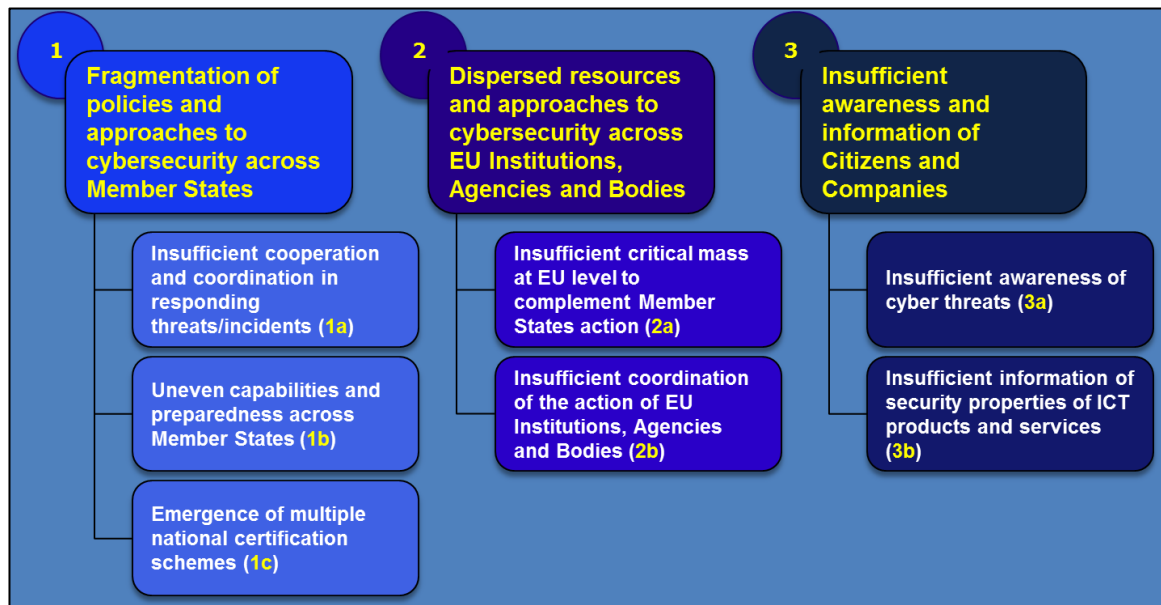 1
Fragmentation of
policies and
approaches to
cybersecurity across
Member States
Insufficient cooperation
and coordination in
responding
threats/incidents (1a)
Uneven capabilities and
preparedness across
Member States (1b)
Emergence of multiple
national certification
schemes (1c)
2
Dispersed resources
and approaches to
cybersecurity across
EU Institutions,
Agencies and Bodies
Insufficient critical mass
at EU level to
complement Member
States action (2a)
Insufficient coordination
of the action of EU
Institutions, Agencies
and Bodies (2b)
3
Insufficient
awareness and
information of
Citizens and
Companies
Insufficient awareness of
cyber threats (3a)
Insufficient information of
security properties of ICT
products and services
(3b)